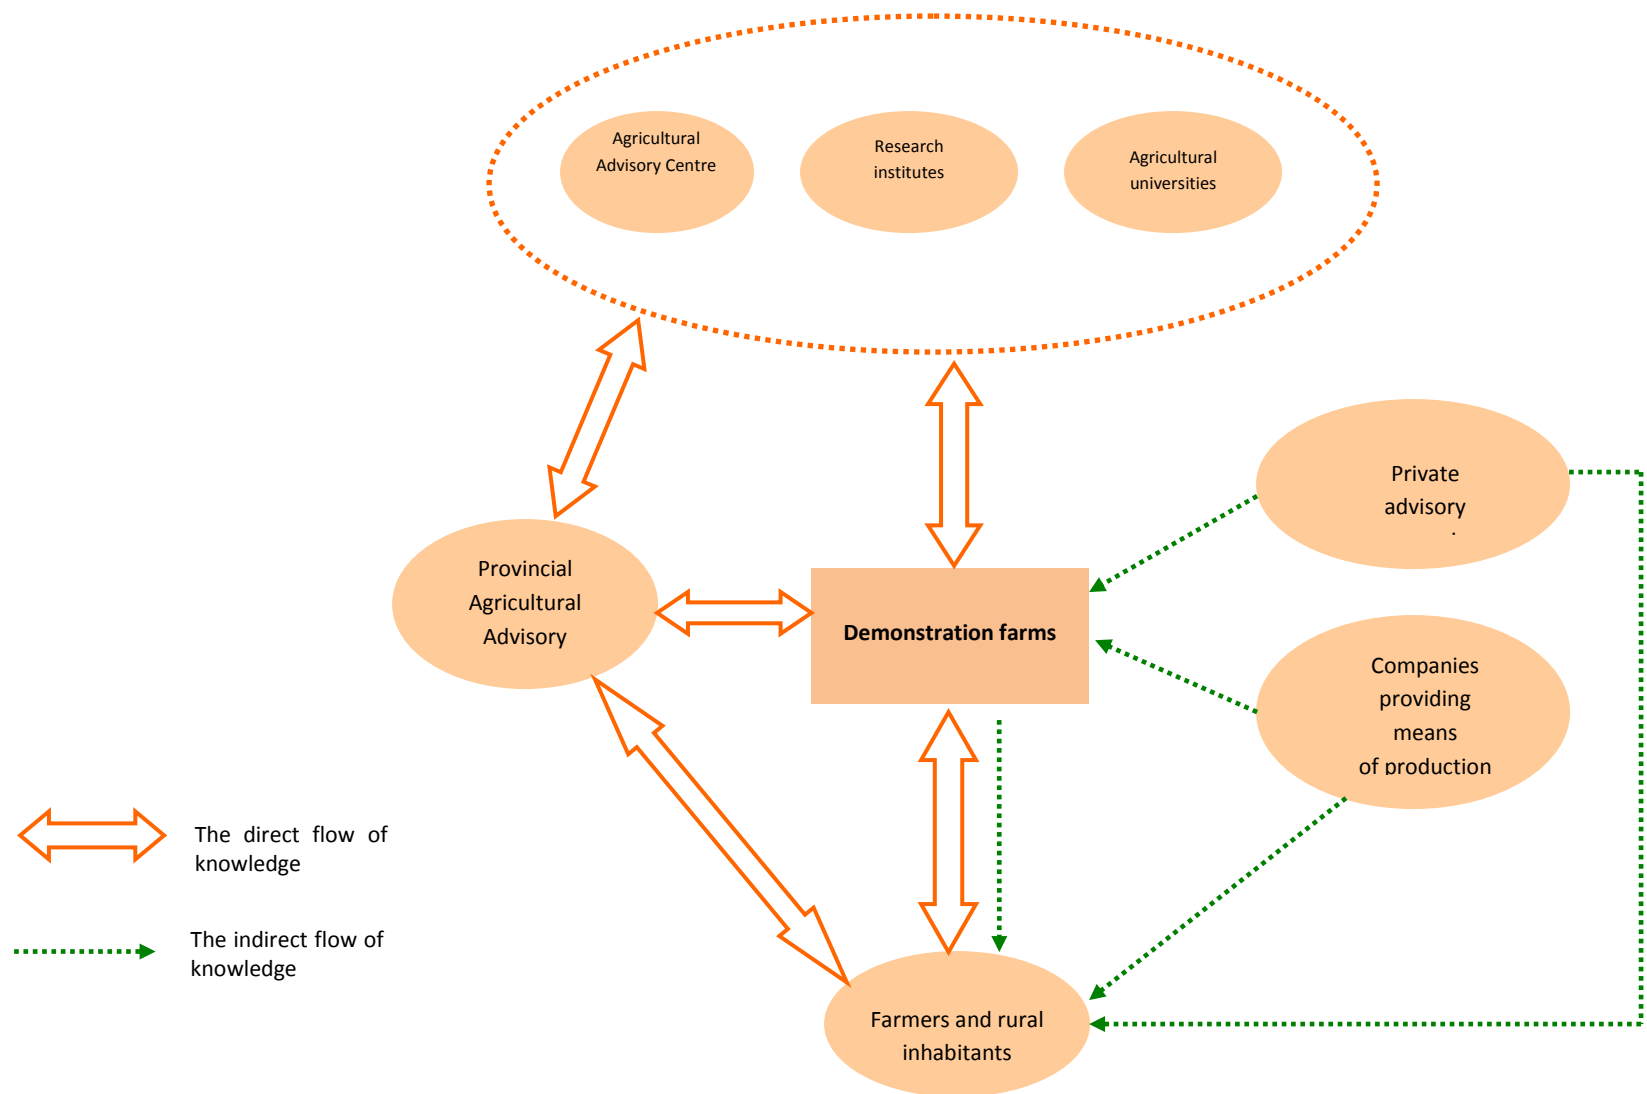 Agricultural
Advisory Centre
Research
institutes
Agricultural
universities
Private
advisory
Provincial
Agricultural
Advisory
Demonstration farms
Companies
providing
means
of production
The direct flow of
knowledge
The indirect flow of
knowledge
Farmers and rural
inhabitants